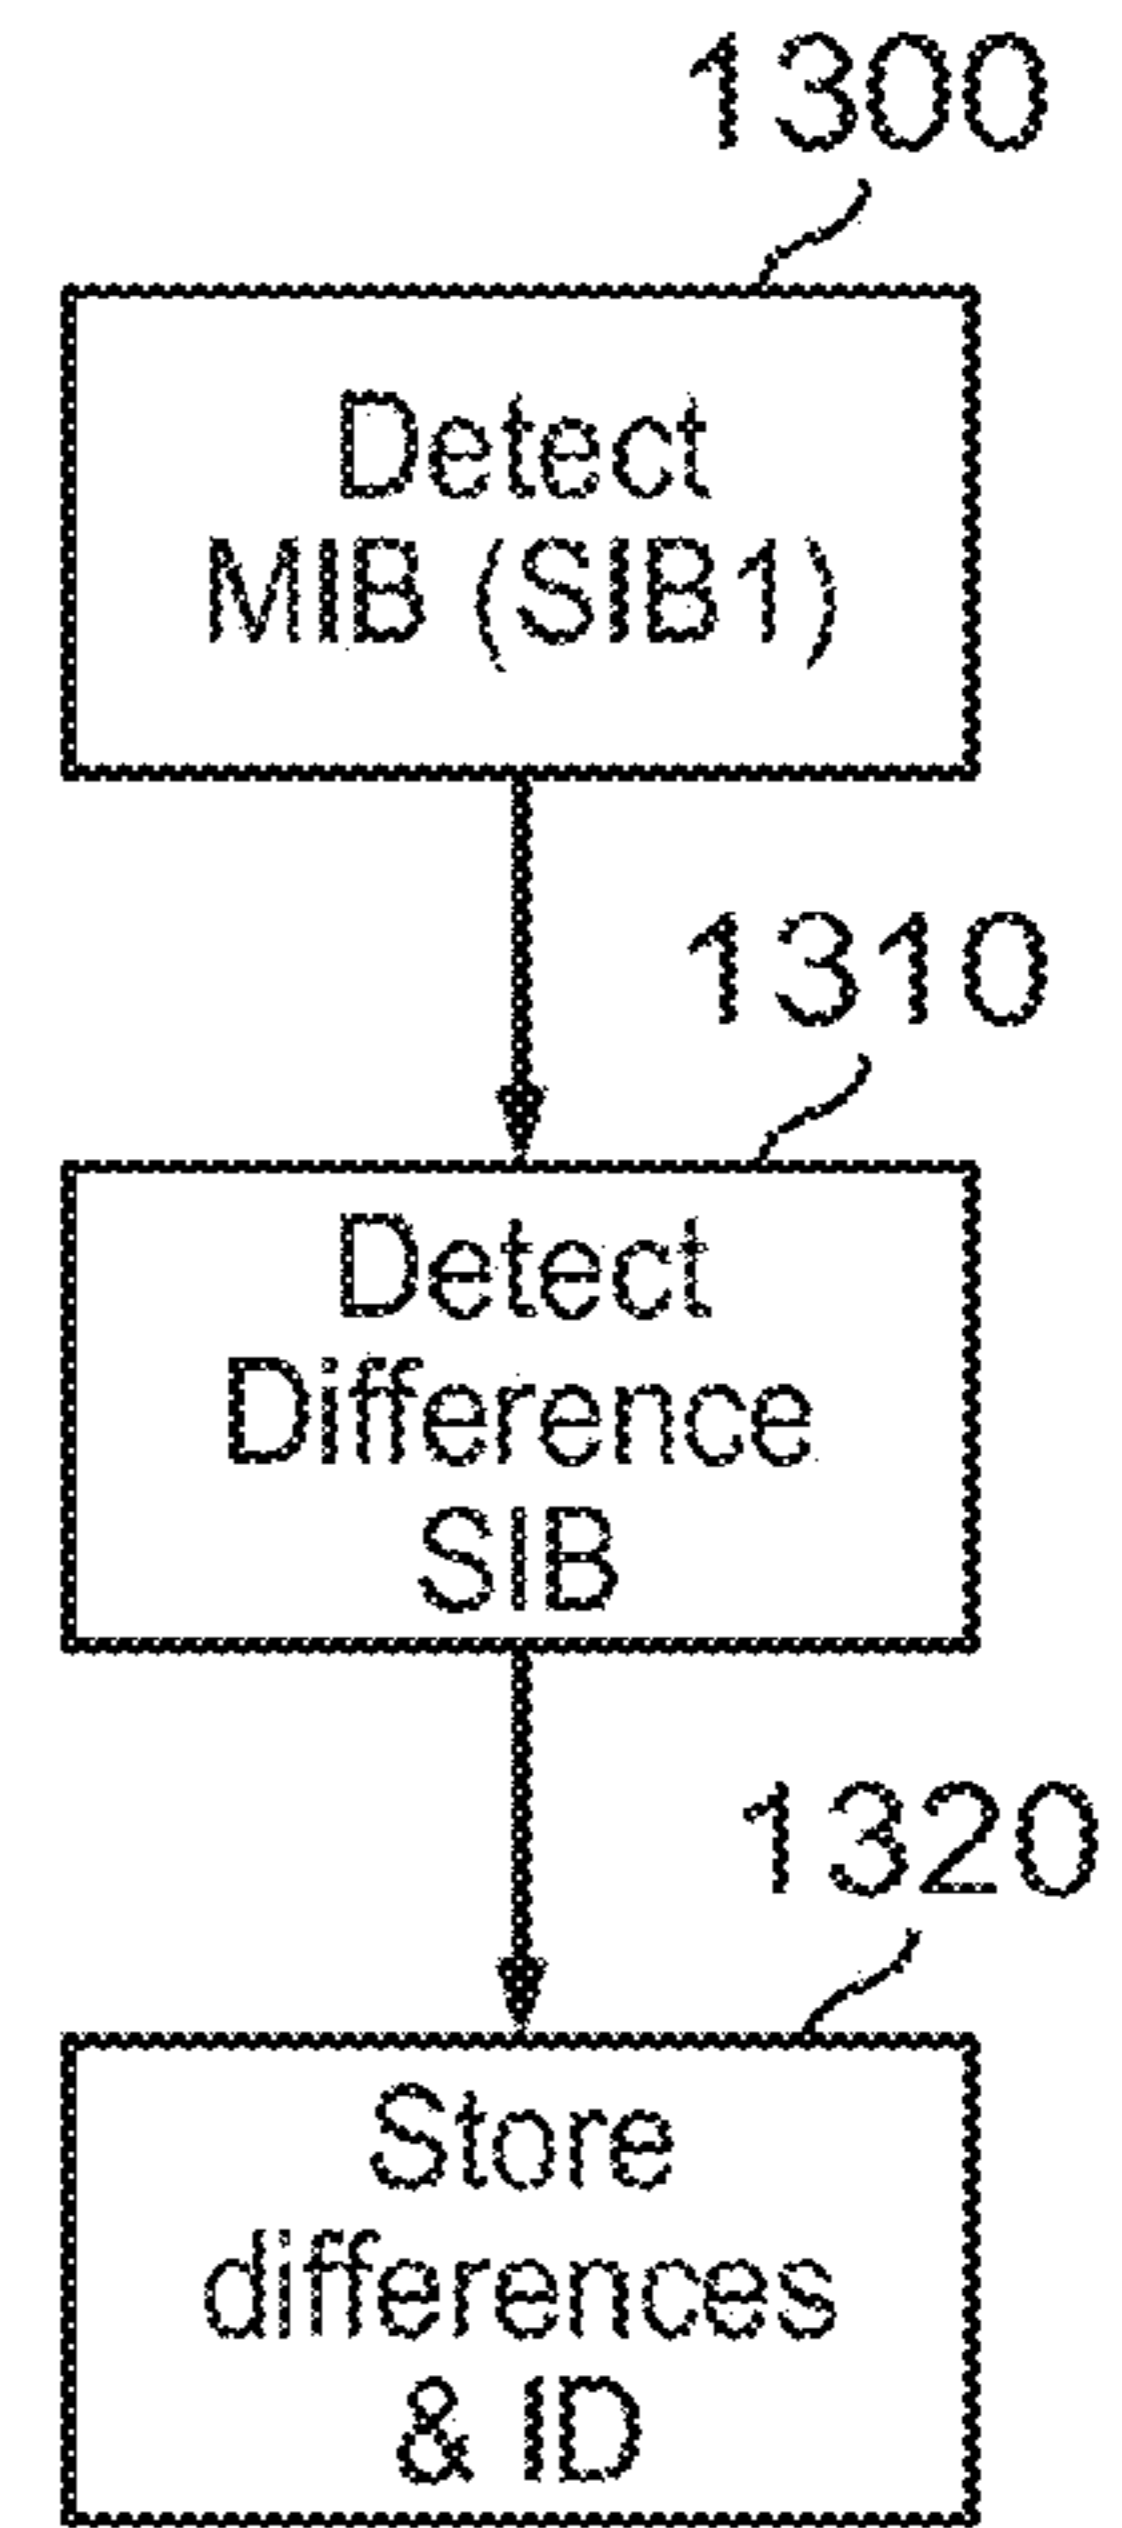 1300
Detect
MIB (SIB1)
1310
Detect
Difference
SIB
1320
Store
differences
& ID